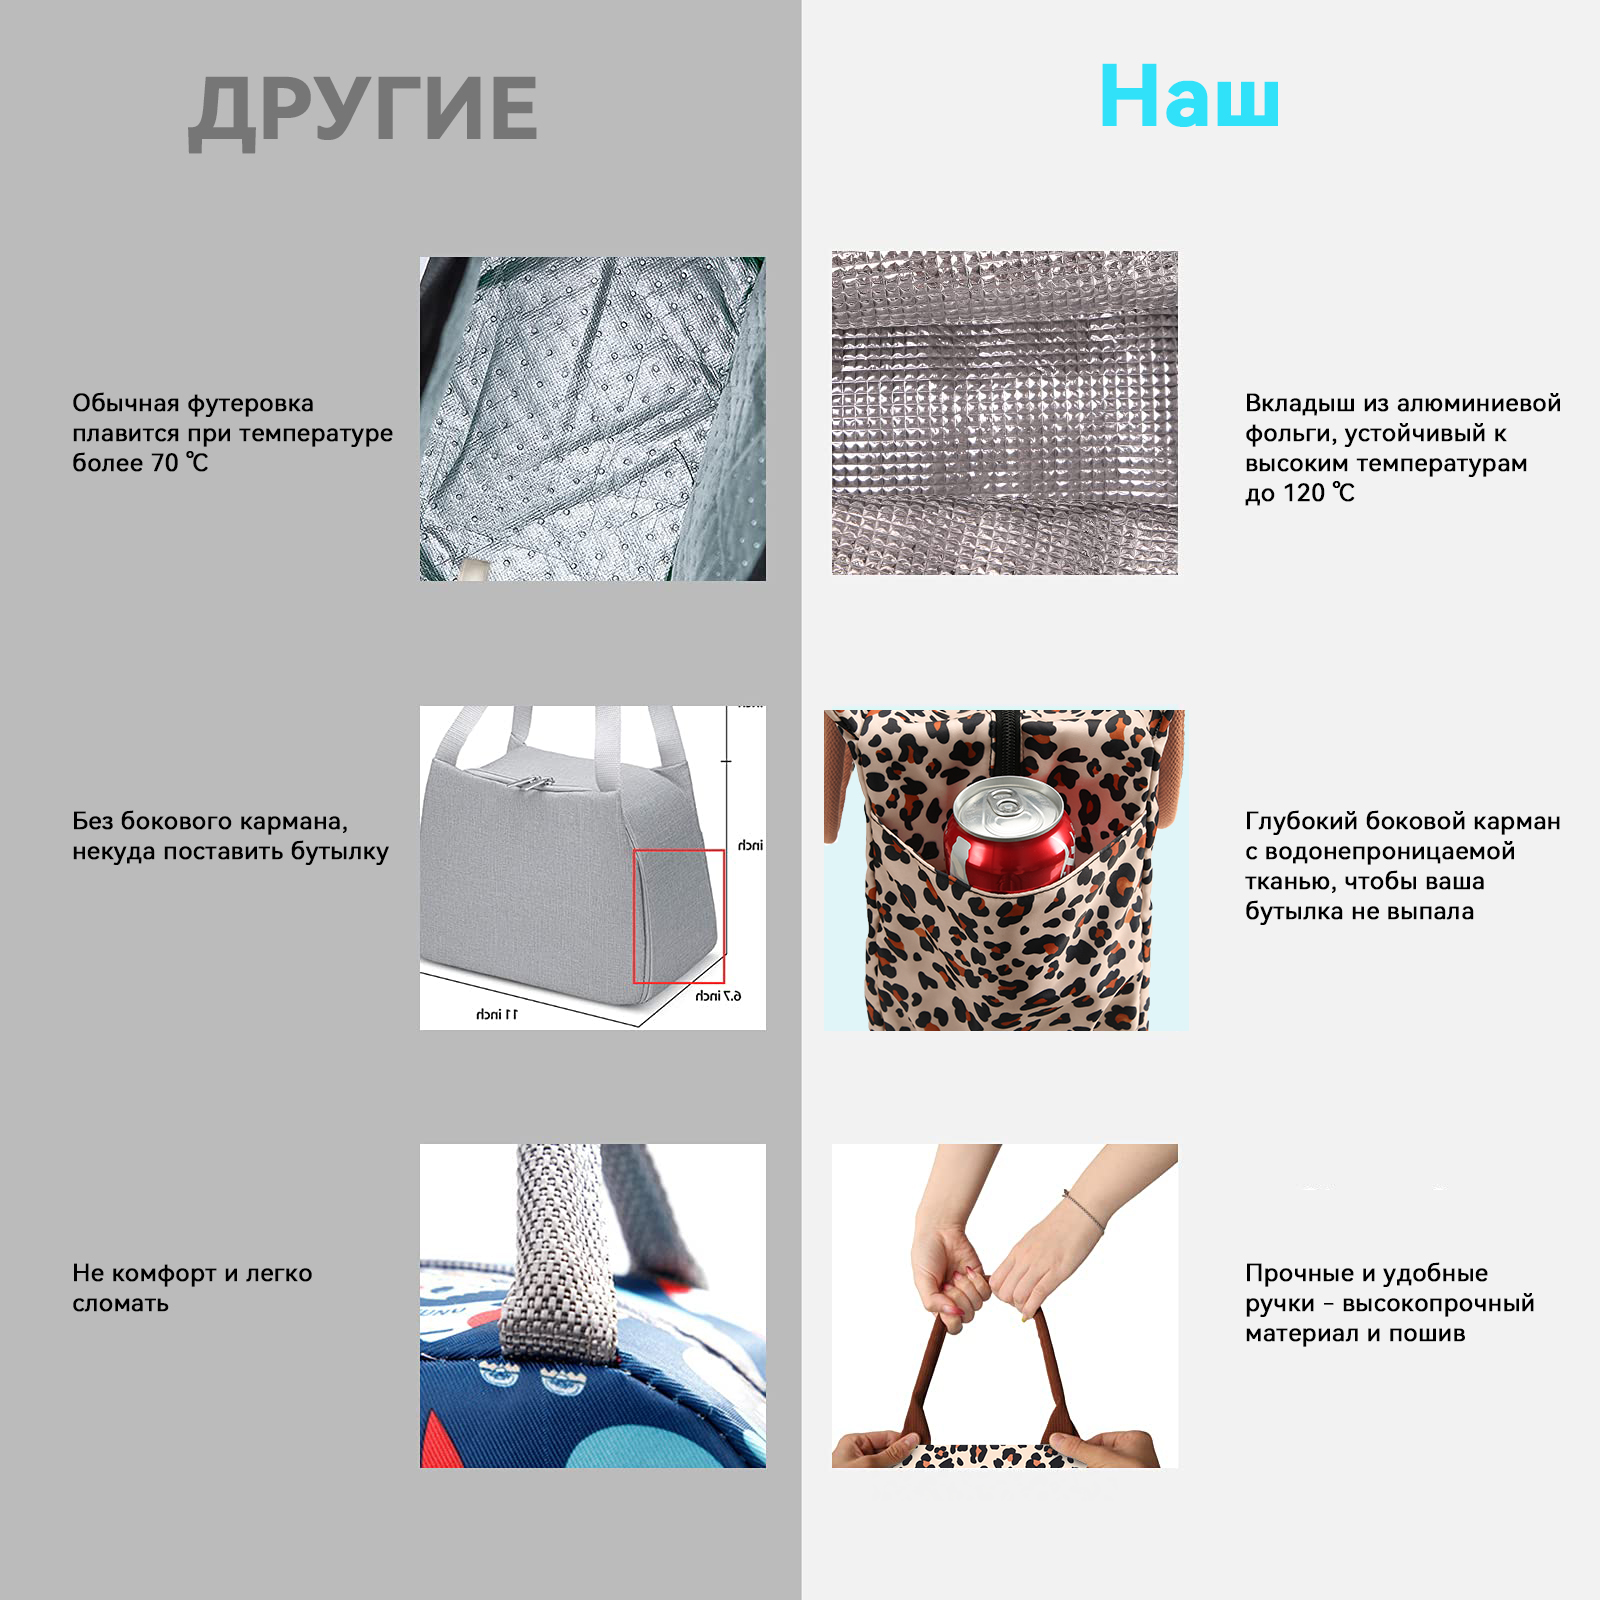 ДРУГИЕ
Наш
Обычная футеровка
плавится при температуре
более 70 ℃
Вкладыш из алюминиевой
фольги, устойчивый к
высоким температурам
до 120 ℃
Без бокового кармана,
некуда поставить бутылку
inch
6.7 inch
11 inch
Глубокий боковой карман
с водонепроницаемой
тканью, чтобы ваша
бутылка не выпала
Не комфорт и легко
сломать
Прочные и удобные
ручки – высокопрочный
материал и пошив